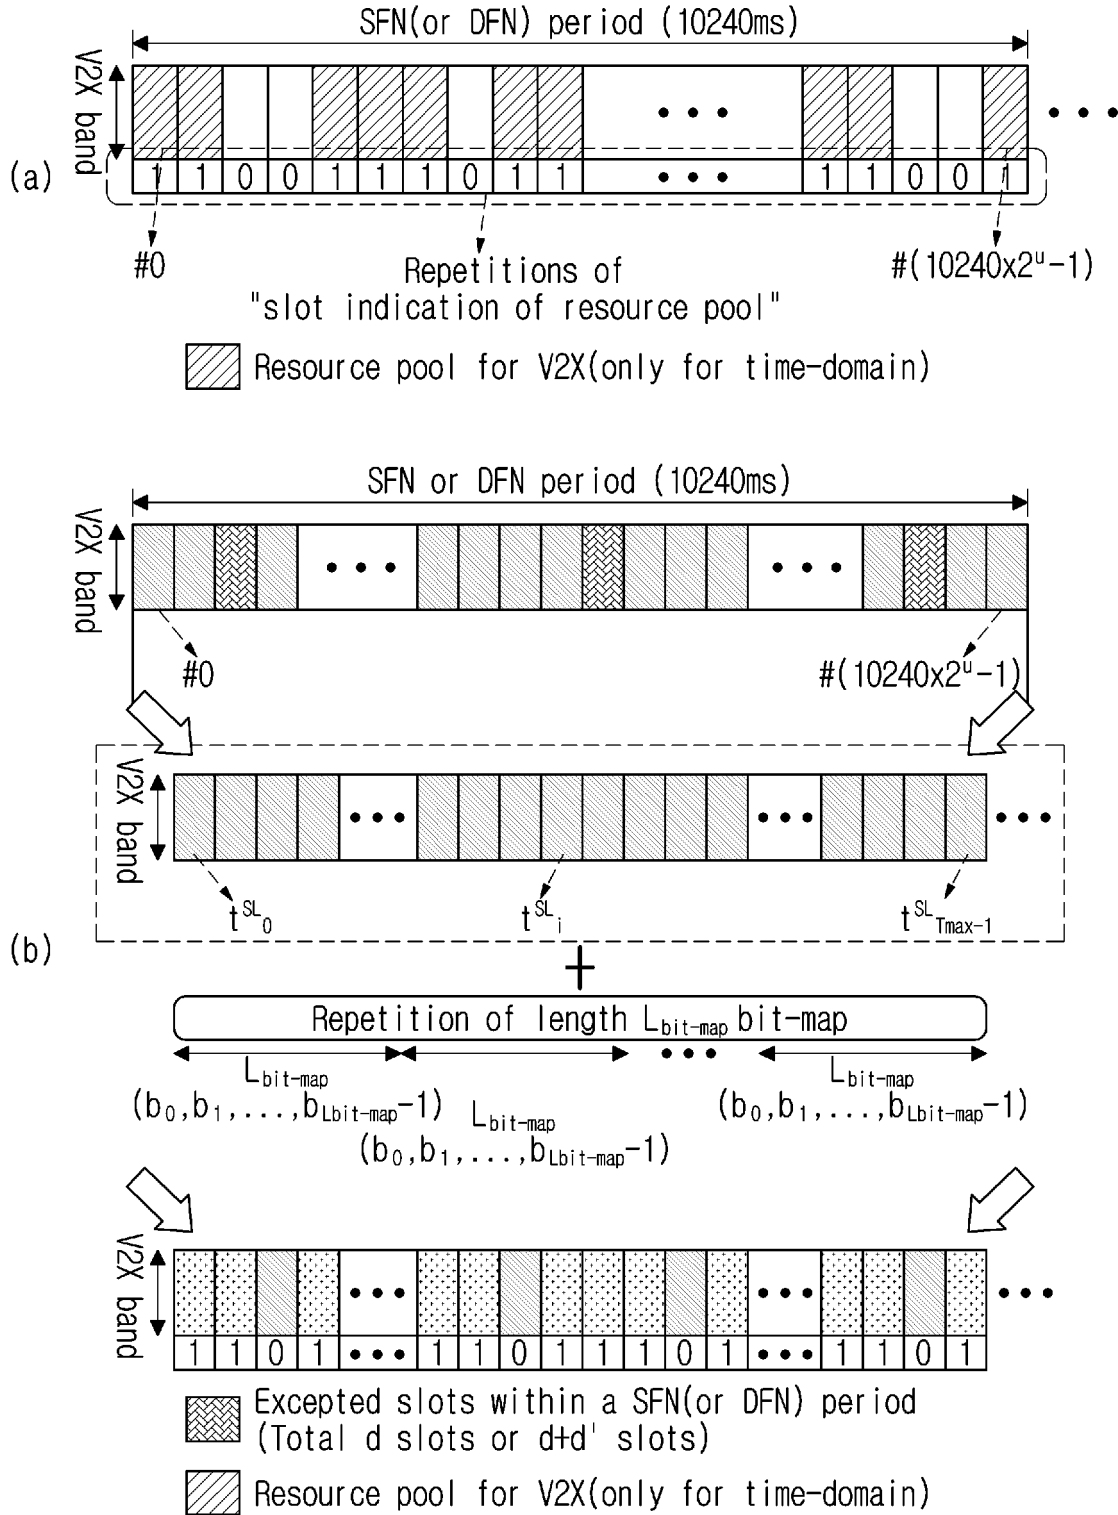 SFN(or DFN) period (10240ms)
V2X band
(a)
1 1 0 0 1 1 1 0 1 1 ••• 1 1 0 0 1
#0
#(10240x2ᵘ-1)
Repetitions of
"slot indication of resource pool"
Resource pool for V2X(only for time-domain)
SFN or DFN period (10240ms)
V2X band
#0
#(10240x2ᵘ-1)
V2X band
t^SL_0
t^SL_i
t^SL_Tmax-1
(b)
+
Repetition of length L_bit-map bit-map
L_bit-map
(b_0,b_1,...,b_Lbit-map-1)
L_bit-map
(b_0,b_1,...,b_Lbit-map-1)
L_bit-map
(b_0,b_1,...,b_Lbit-map-1)
V2X band
1 1 0 1 ••• 1 1 0 1 1 1 0 1 ••• 1 1 0 1
Excepted slots within a SFN(or DFN) period
(Total d slots or d+d' slots)
Resource pool for V2X(only for time-domain)